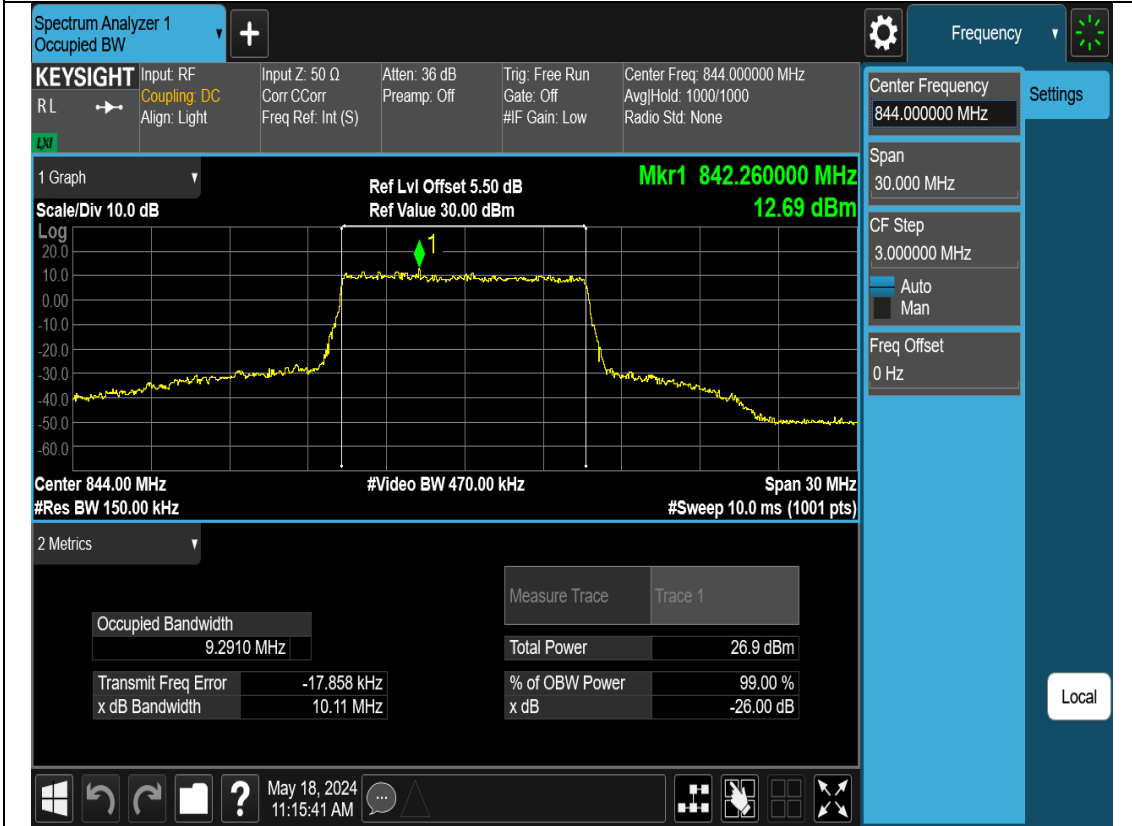 Spectrum Analyzer 1
Occupied BW
+
Frequency
KEYSIGHT
R L
LXI
Input: RF
Coupling: DC
Align: Light
Input Z: 50 Ω
Corr CCorr
Freq Ref: Int (S)
Atten: 36 dB
Preamp: Off
Trig: Free Run
Gate: Off
#IF Gain: Low
Center Freq: 844.000000 MHz
Avg|Hold: 1000/1000
Radio Std: None
Center Frequency
844.000000 MHz
Settings
Span
30.000 MHz
CF Step
3.000000 MHz
Auto
Man
Freq Offset
0 Hz
Local
1 Graph
Scale/Div 10.0 dB
Ref Lvl Offset 5.50 dB
Ref Value 30.00 dBm
Mkr1 842.260000 MHz
12.69 dBm
Log
20.0
10.0
0.00
-10.0
-20.0
-30.0
-40.0
-50.0
-60.0
1
Center 844.00 MHz
#Video BW 470.00 kHz
Span 30 MHz
#Res BW 150.00 kHz
#Sweep 10.0 ms (1001 pts)
2 Metrics
Measure Trace Trace 1
Occupied Bandwidth
9.2910 MHz
Total Power 26.9 dBm
Transmit Freq Error -17.858 kHz
% of OBW Power 99.00 %
x dB Bandwidth 10.11 MHz
x dB -26.00 dB
?
May 18, 2024
11:15:41 AM